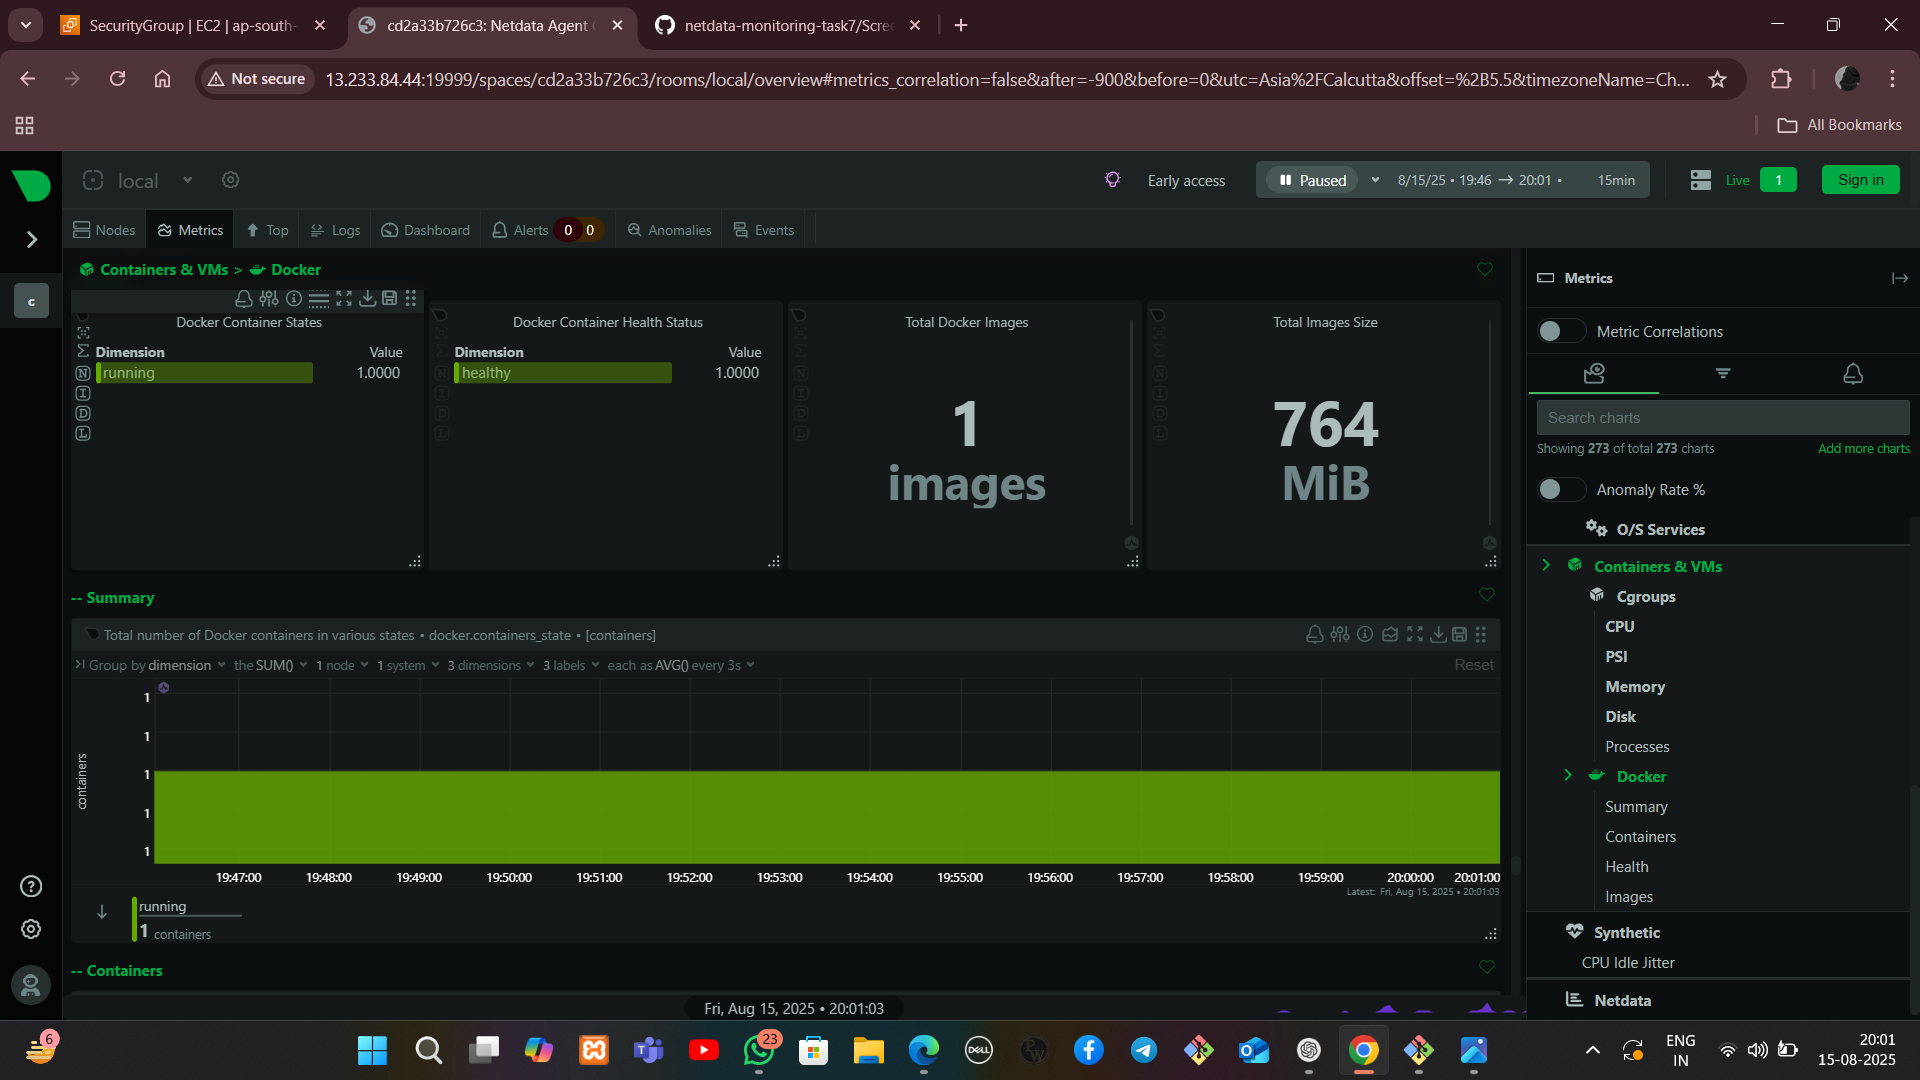 SecurityGroup | EC2 | ap-south-
cd2a33b726c3: Netdata Agent
netdata-monitoring-task7/Scre
Not secure
13.233.84.44:19999/spaces/cd2a33b726c3/rooms/local/overview#metrics_correlation=false&after=-900&before=0&utc=Asia%2FCalcutta&offset=%2B5.5&timezoneName=Ch...
All Bookmarks
local
Early access
Paused
8/15/25 • 19:46 → 20:01 •
15min
Live
1
Sign in
Nodes
Metrics
Top
Logs
Dashboard
Alerts
0
0
Anomalies
Events
Containers & VMs > Docker
c
Docker Container States
Dimension Value
running 1.0000
N
I
D
L
Docker Container Health Status
Dimension Value
healthy 1.0000
N
I
D
L
Total Docker Images
1
images
N
I
D
L
Total Images Size
764
MiB
N
I
D
L
-- Summary
Total number of Docker containers in various states • docker.containers_state • [containers]
Group by dimension the SUM() 1 node 1 system 3 dimensions 3 labels each as AVG() every 3s
Reset
containers
1
1
1
1
1
19:47:00 19:48:00 19:49:00 19:50:00 19:51:00 19:52:00 19:53:00 19:54:00 19:55:00 19:56:00 19:57:00 19:58:00 19:59:00 20:00:00 20:01:00
Latest: Fri, Aug 15, 2025 • 20:01:03
running
1 containers
-- Containers
Fri, Aug 15, 2025 • 20:01:03
Metrics
Metric Correlations
Search charts
Showing 273 of total 273 charts
Add more charts
Anomaly Rate %
O/S Services
Containers & VMs
Cgroups
CPU
PSI
Memory
Disk
Processes
Docker
Summary
Containers
Health
Images
Synthetic
CPU Idle Jitter
Netdata
6
23
DELL
ENG
IN
20:01
15-08-2025